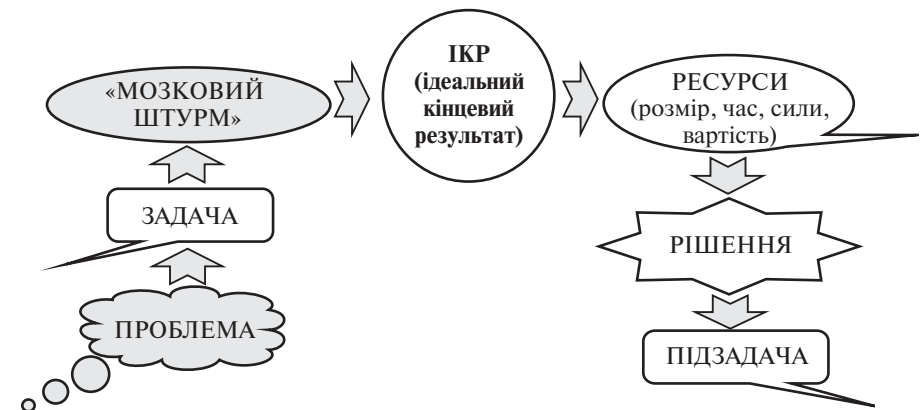 ПРОБЛЕМА
ЗАДАЧА
«МОЗКОВИЙ
ШТУРМ»
ІКР
(ідеальний
кінцевий
результат)
РЕСУРСИ
(розмір, час, сили,
вартість)
РІШЕННЯ
ПІДЗАДАЧА